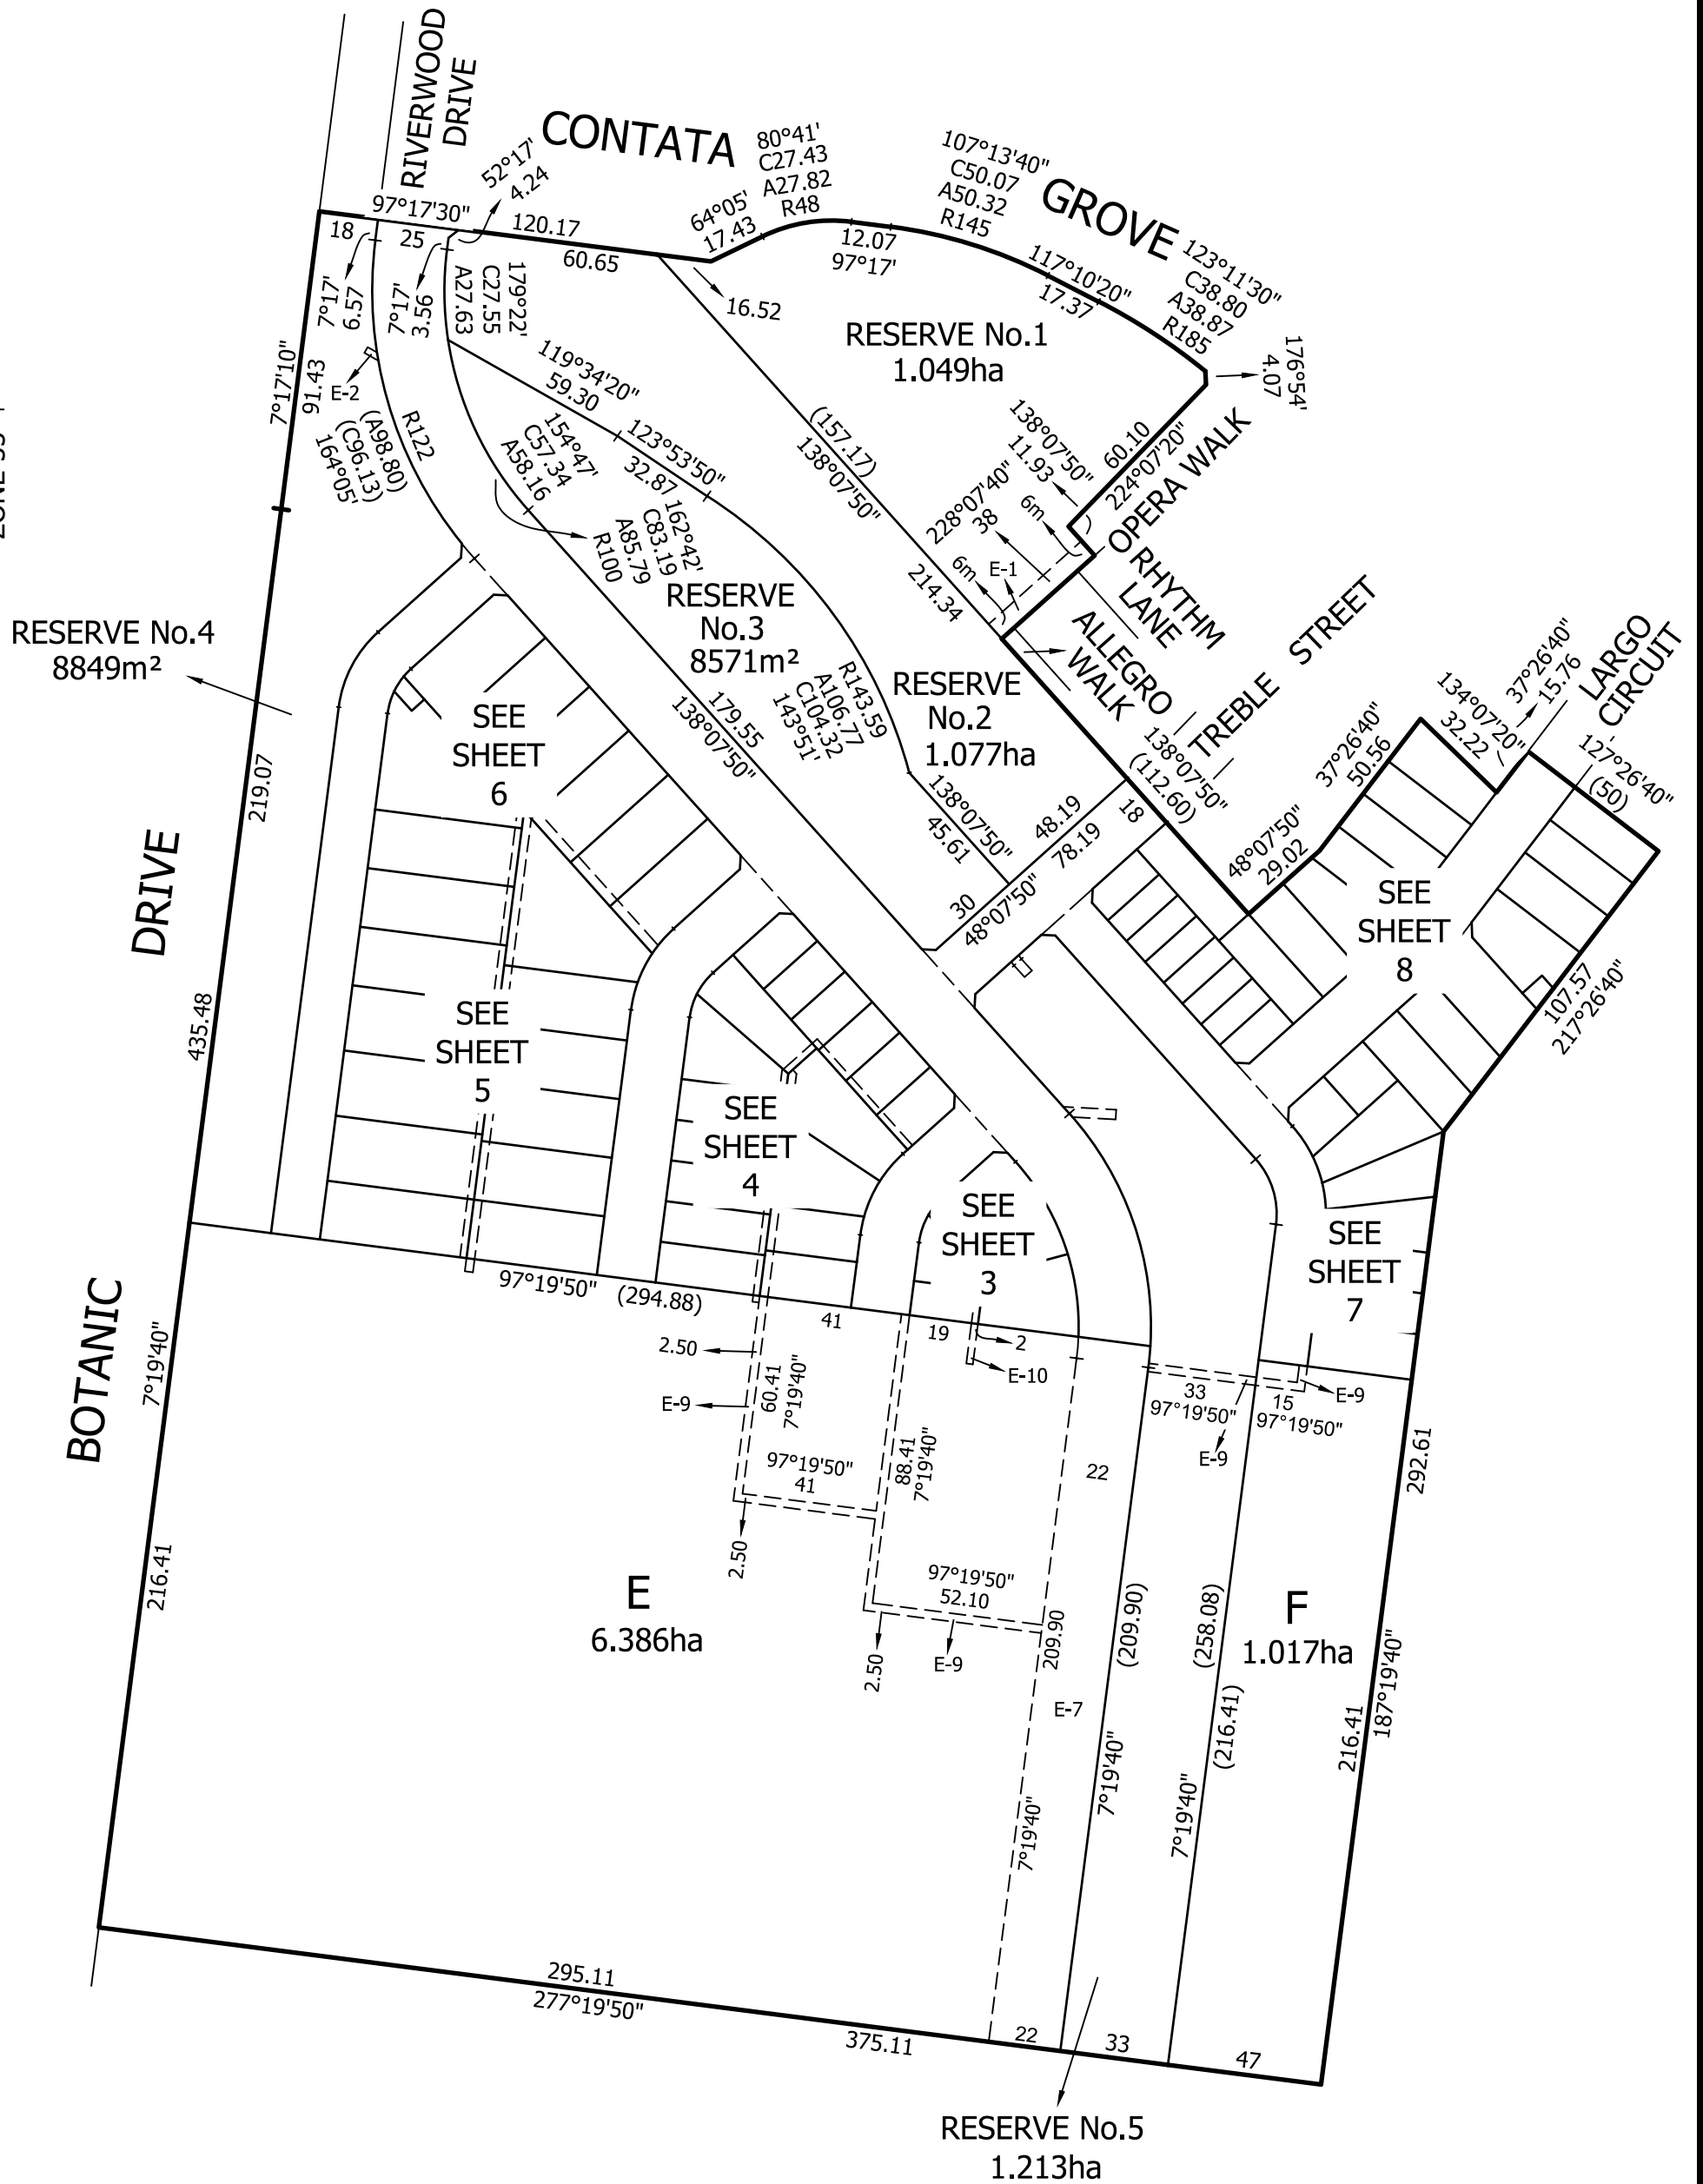 RIVERWOOD
DRIVE
CONTATA
GROVE
52°17'
4.24
80°41'
C27.43
A27.82
R48
107°13'40"
C50.07
A50.32
R145
97°17'30"
18
25
120.17
60.65
64°05'
17.43
12.07
97°17'
117°10'20"
17.37
123°11'30"
C38.80
A38.87
R185
176°54'
4.07
16.52
7°17'
6.57
7°17'
3.56
179°22'
C27.55
A27.63
RESERVE No.1
1.049ha
7°17'10"
91.43
E-2
R122
(A98.80)
(C96.13)
164°05'
119°34'20"
59.30
123°53'50"
32.87
154°47'
C57.34
A58.16
R100
162°42'
C83.19
A85.79
(157.17)
138°07'50"
138°07'50"
11.93
60.10
224°07'20"
OPERA WALK
228°07'40"
38
6m
6m
E-1
214.34
RHYTHM
LANE
ALLEGRO
WALK
TREBLE STREET
LARGO
CIRCUIT
RESERVE No.4
8849m²
RESERVE
No.3
8571m²
RESERVE
No.2
1.077ha
R143.59
A106.77
C104.32
143°51'
179.55
138°07'50"
138°07'50"
45.61
138°07'50"
(112.60)
48.19
78.19
18
30
48°07'50"
48°07'50"
29.02
37°26'40"
50.56
134°07'20"
32.22
37°26'40"
15.76
127°26'40"
(50)
107.57
217°26'40"
SEE
SHEET
6
SEE
SHEET
8
SEE
SHEET
5
SEE
SHEET
4
SEE
SHEET
3
SEE
SHEET
7
219.07
435.48
BOTANIC
DRIVE
7°19'40"
216.41
97°19'50"
(294.88)
41
19
2
E-10
2.50
E-9
60.41
7°19'40"
97°19'50"
41
2.50
88.41
7°19'40"
97°19'50"
52.10
2.50
E-9
22
209.90
E-7
7°19'40"
33
97°19'50"
15
97°19'50"
E-9
E-9
292.61
E
6.386ha
F
1.017ha
(209.90)
7°19'40"
(258.08)
(216.41)
7°19'40"
187°19'40"
216.41
295.11
277°19'50"
375.11
22
33
47
RESERVE No.5
1.213ha